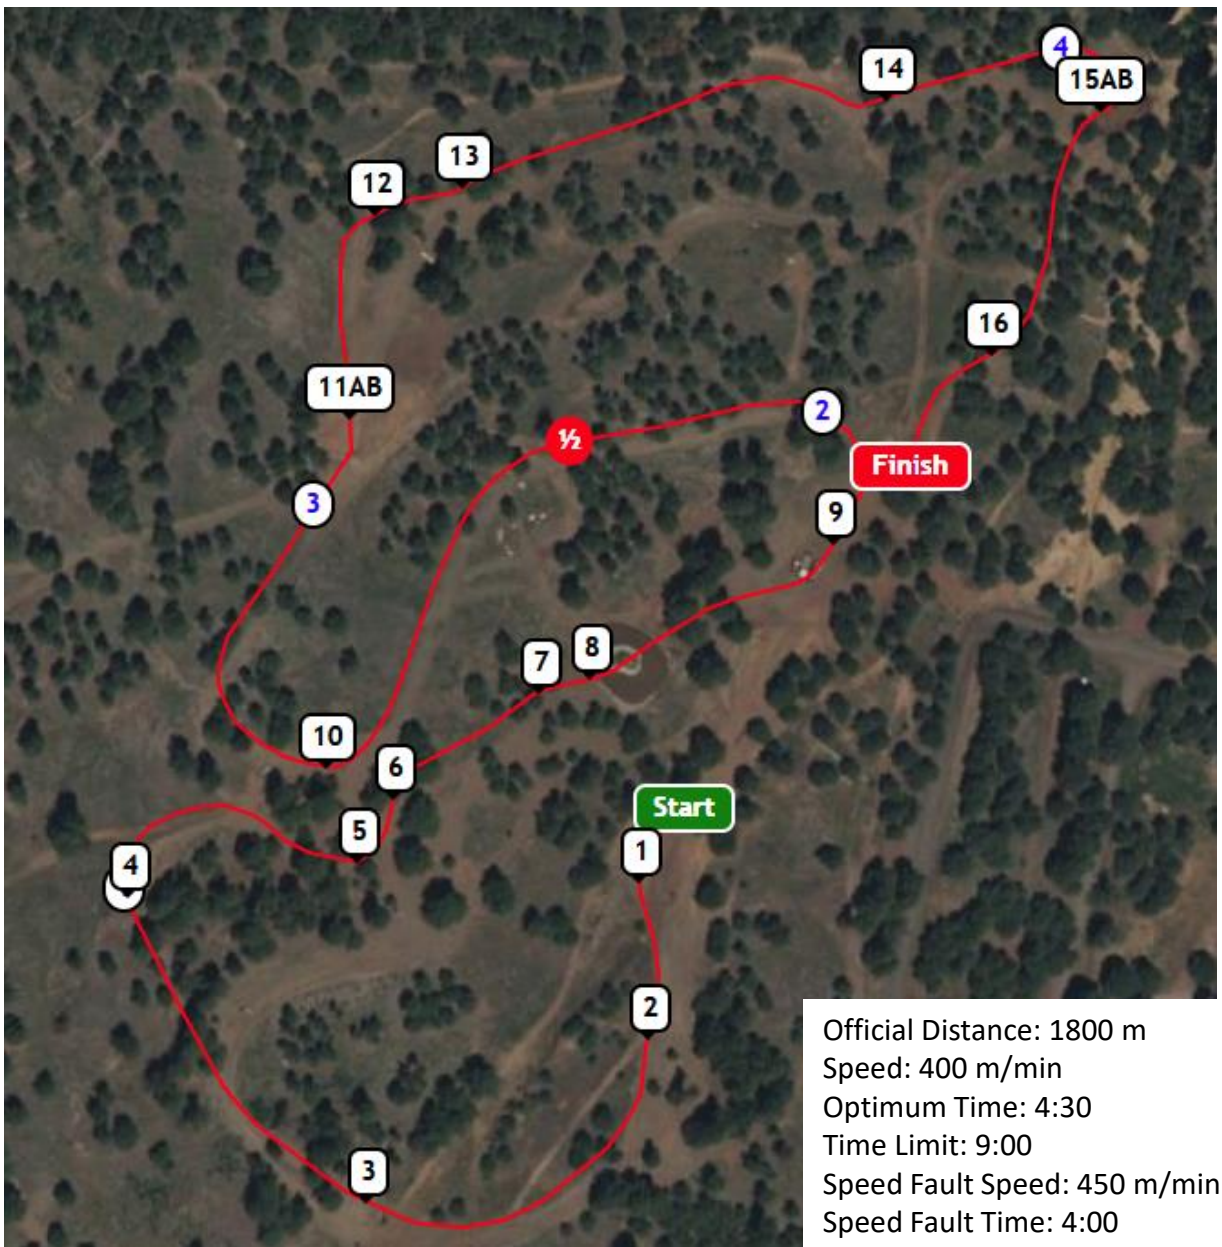 4
14
15AB
13
12
16
11AB
2
½
Finish
3
9
8
7
10
6
Start
5
1
4
2
3
Official Distance: 1800 m
Speed: 400 m/min
Optimum Time: 4:30
Time Limit: 9:00
Speed Fault Speed: 450 m/min
Speed Fault Time: 4:00